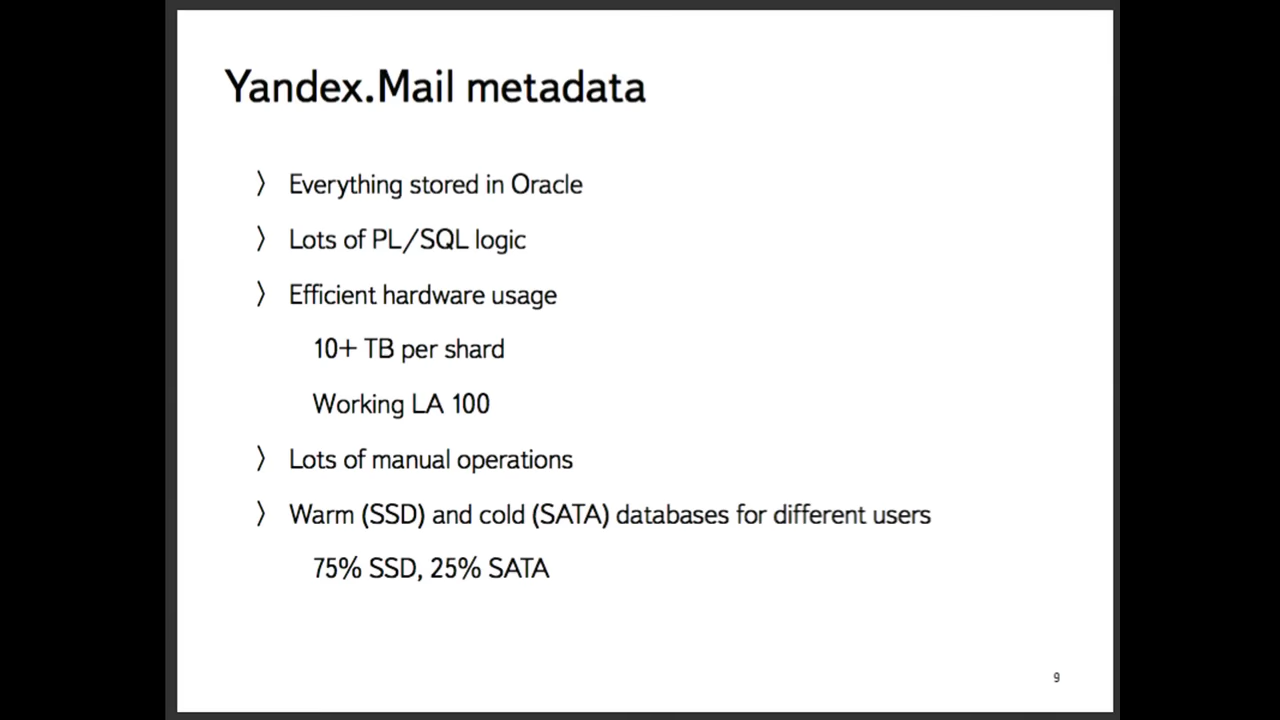 Yandex.Mail metadata
〉 Everything stored in Oracle
〉 Lots of PL/SQL logic
〉 Efficient hardware usage
10+ TB per shard
Working LA 100
〉 Lots of manual operations
〉 Warm (SSD) and cold (SATA) databases for different users
75% SSD, 25% SATA
9